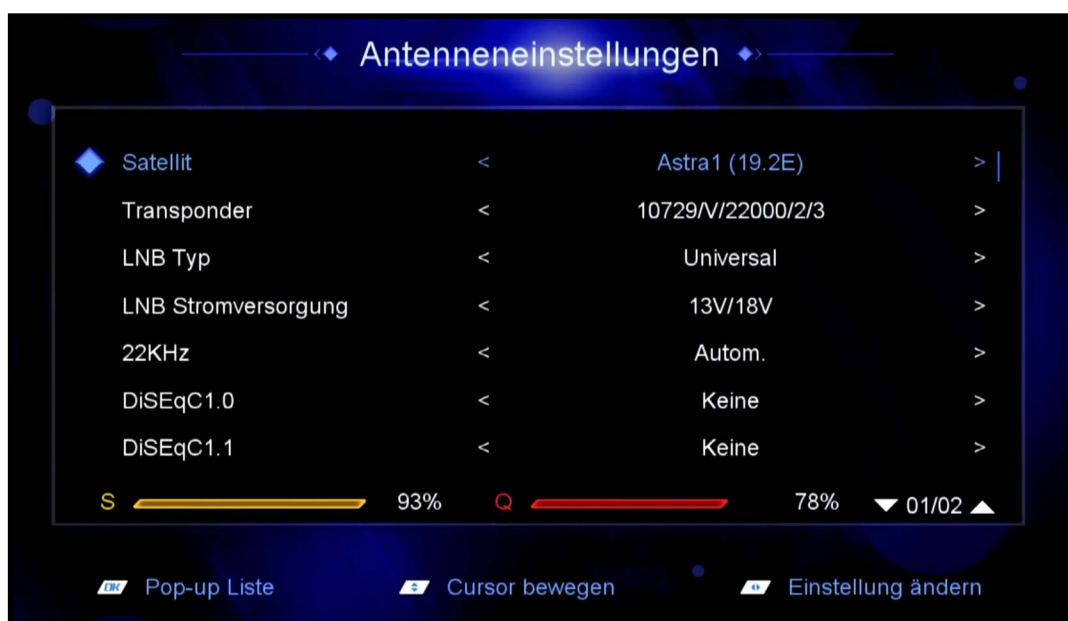 Antenneneinstellungen
Satellit < Astra1 (19.2E) >
Transponder < 10729/V/22000/2/3 >
LNB Typ < Universal >
LNB Stromversorgung < 13V/18V >
22KHz < Autom. >
DiSEqC1.0 < Keine >
DiSEqC1.1 < Keine >
S 93% Q 78% 01/02
OK Pop-up Liste Cursor bewegen Einstellung ändern